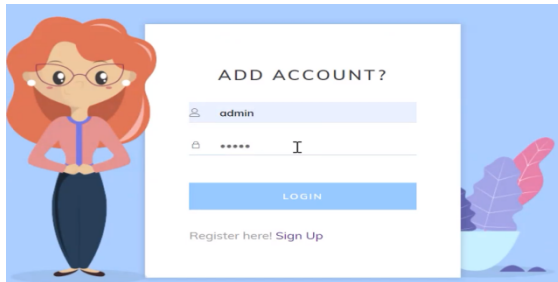 ADD ACCOUNT?
admin
*****
LOGIN
Register here! Sign Up